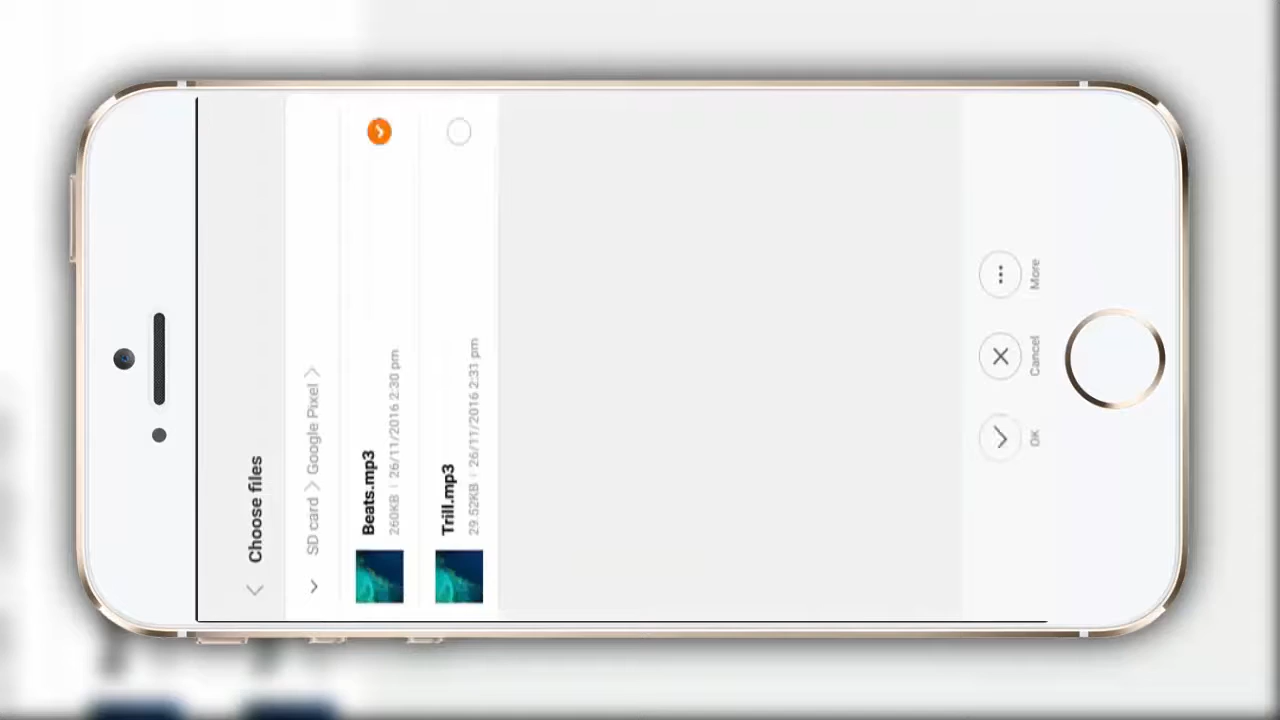 Choose files
SD card > Google Pixel >
Beats.mp3
260KB | 26/11/2016 2:30 pm
Trill.mp3
29.52KB | 26/11/2016 2:31 pm
OK
Cancel
More